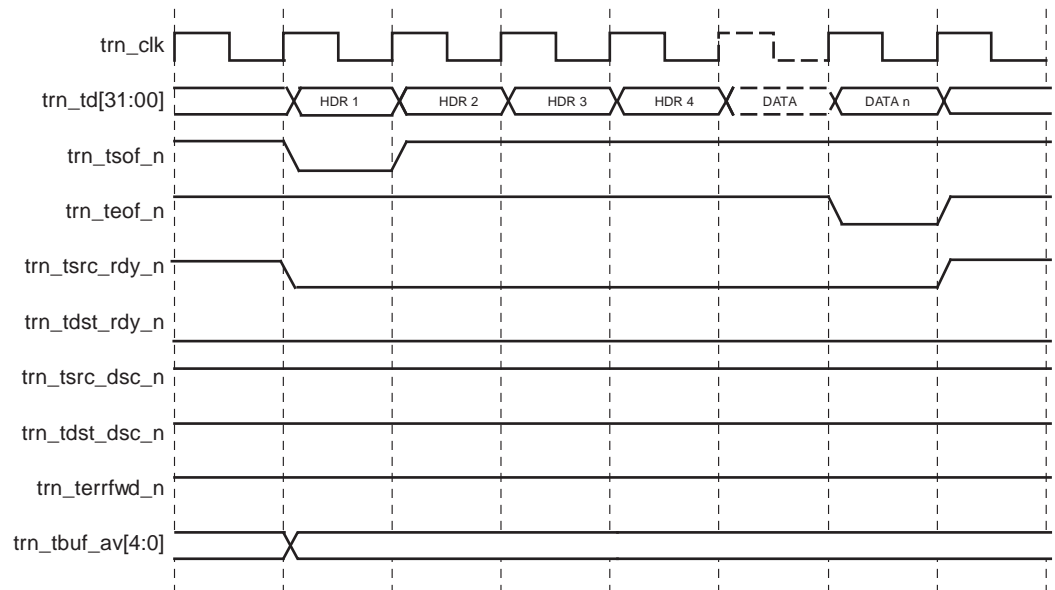 trn_clk
trn_td[31:00] HDR 1 HDR 2 HDR 3 HDR 4 DATA DATA n
trn_tsof_n
trn_teof_n
trn_tsrc_rdy_n
trn_tdst_rdy_n
trn_tsrc_dsc_n
trn_tdst_dsc_n
trn_terrfwd_n
trn_tbuf_av[4:0]